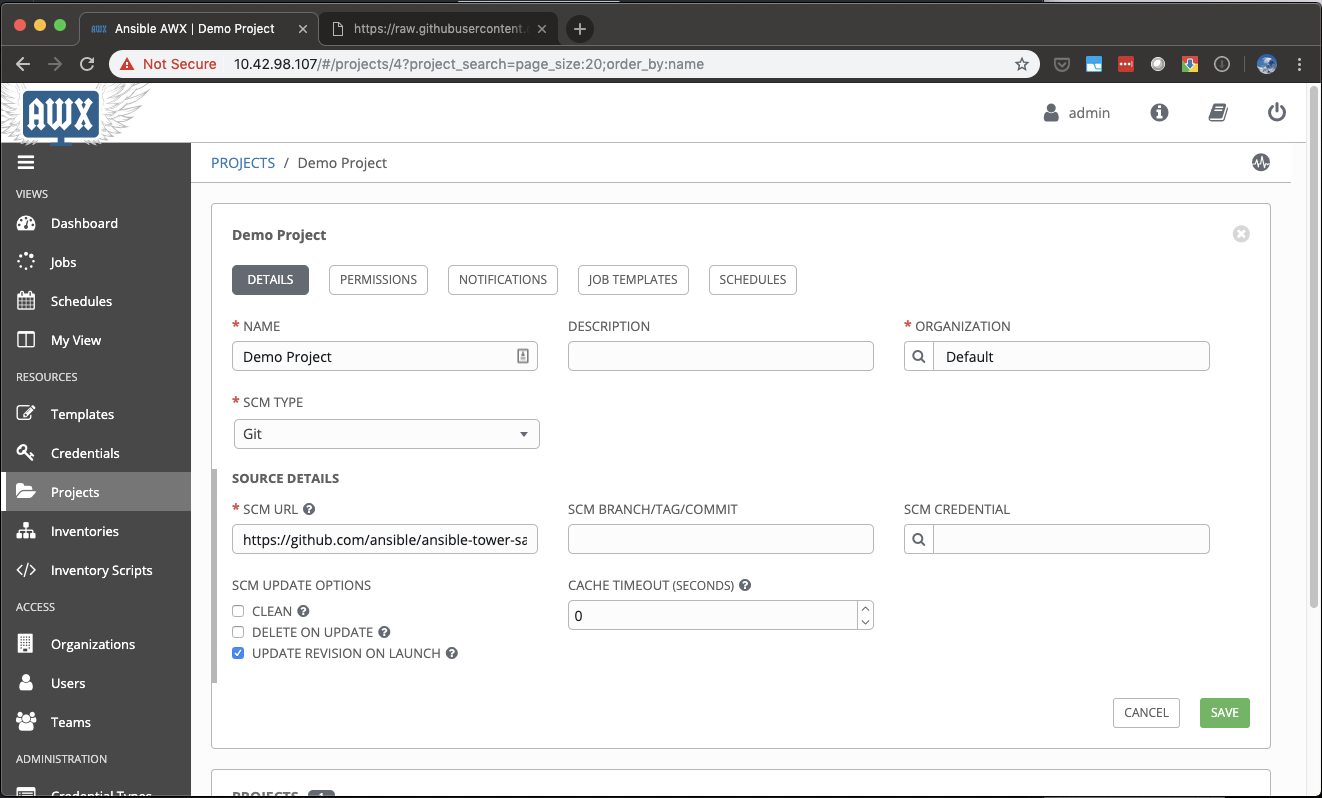 AWX Ansible AWX | Demo Project
https://raw.githubusercontent.
Not Secure 10.42.98.107/#/projects/4?project_search=page_size:20;order_by:name
AWX
admin
PROJECTS / Demo Project
VIEWS
Dashboard
Jobs
Schedules
My View
RESOURCES
Templates
Credentials
Projects
Inventories
Inventory Scripts
ACCESS
Organizations
Users
Teams
ADMINISTRATION
Credential Types
Demo Project
DETAILS PERMISSIONS NOTIFICATIONS JOB TEMPLATES SCHEDULES
* NAME DESCRIPTION * ORGANIZATION
Demo Project Default
* SCM TYPE
Git
SOURCE DETAILS
* SCM URL SCM BRANCH/TAG/COMMIT SCM CREDENTIAL
https://github.com/ansible/ansible-tower-sa
SCM UPDATE OPTIONS CACHE TIMEOUT (SECONDS)
CLEAN 0
DELETE ON UPDATE
UPDATE REVISION ON LAUNCH
CANCEL SAVE
PROJECTS